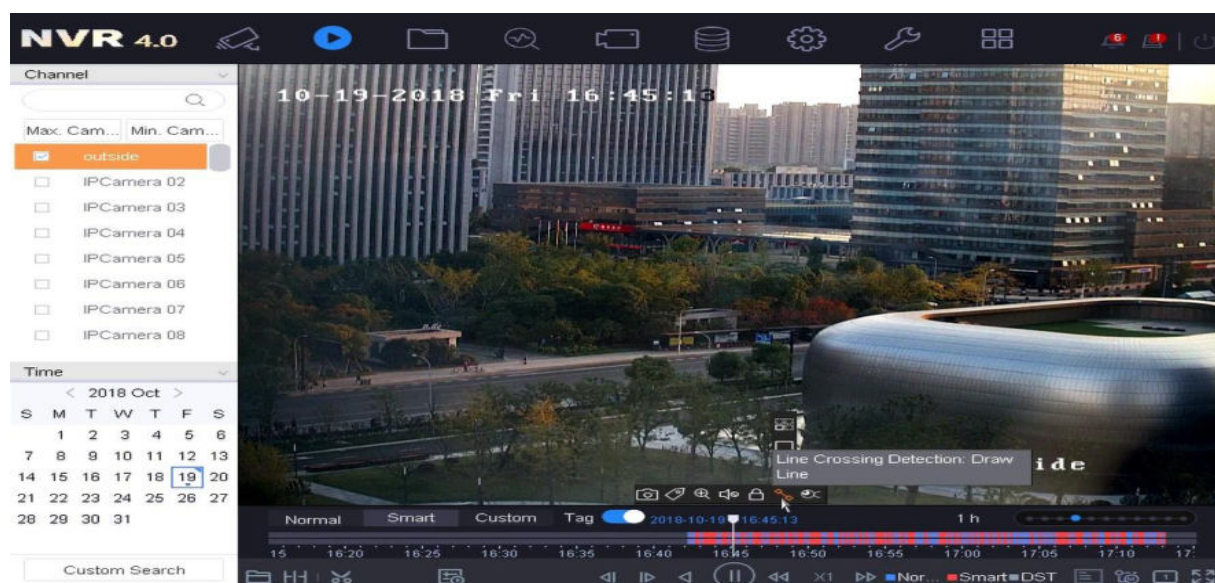 NVR 4.0
6
!
Channel
Max. Cam... Min. Cam...
outside
IPCamera 02
IPCamera 03
IPCamera 04
IPCamera 05
IPCamera 06
IPCamera 07
IPCamera 08
Time
< 2018 Oct >
S M T W T F S
1 2 3 4 5 6
7 8 9 10 11 12 13
14 15 16 17 18 19 20
21 22 23 24 25 26 27
28 29 30 31
Custom Search
10-19-2018 Fri 16:45:13
Line Crossing Detection: Draw
Line
ide
Normal Smart Custom Tag 2018-10-19 16:45:13 1 h
15 16:20 16:25 16:30 16:35 16:40 16:45 16:50 16:55 17:00 17:05 17:10 17:
X1 Nor... Smart DST